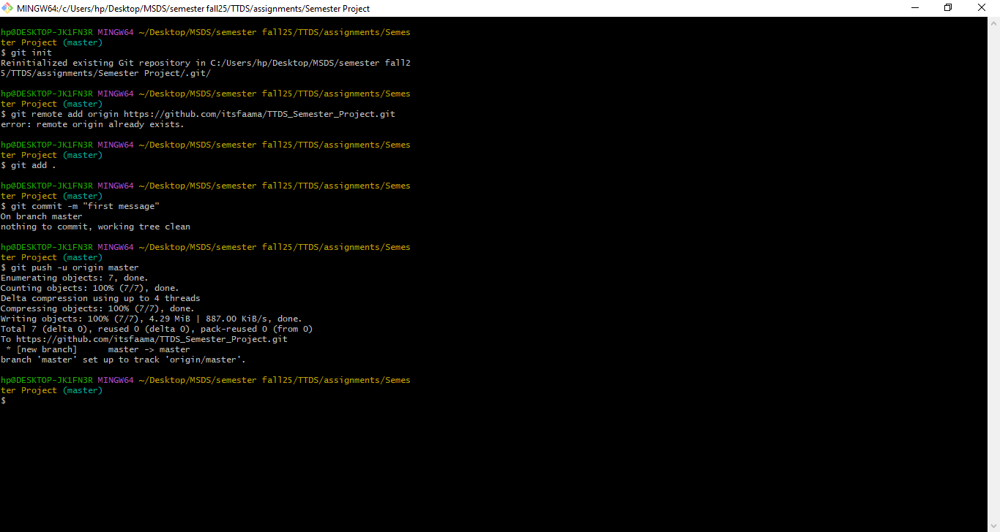 MINGW64:/c/Users/hp/Desktop/MSDS/semester fall25/TTDS/assignments/Semester Project
hp@DESKTOP-JK1FN3R MINGW64 ~/Desktop/MSDS/semester fall25/TTDS/assignments/Semes
ter Project (master)
$ git init
Reinitialized existing Git repository in C:/Users/hp/Desktop/MSDS/semester fall2
5/TTDS/assignments/Semester Project/.git/
hp@DESKTOP-JK1FN3R MINGW64 ~/Desktop/MSDS/semester fall25/TTDS/assignments/Semes
ter Project (master)
$ git remote add origin https://github.com/itsfaama/TTDS_Semester_Project.git
error: remote origin already exists.
hp@DESKTOP-JK1FN3R MINGW64 ~/Desktop/MSDS/semester fall25/TTDS/assignments/Semes
ter Project (master)
$ git add .
hp@DESKTOP-JK1FN3R MINGW64 ~/Desktop/MSDS/semester fall25/TTDS/assignments/Semes
ter Project (master)
$ git commit -m "first message"
On branch master
nothing to commit, working tree clean
hp@DESKTOP-JK1FN3R MINGW64 ~/Desktop/MSDS/semester fall25/TTDS/assignments/Semes
ter Project (master)
$ git push -u origin master
Enumerating objects: 7, done.
Counting objects: 100% (7/7), done.
Delta compression using up to 4 threads
Compressing objects: 100% (7/7), done.
Writing objects: 100% (7/7), 4.29 MiB | 887.00 KiB/s, done.
Total 7 (delta 0), reused 0 (delta 0), pack-reused 0 (from 0)
To https://github.com/itsfaama/TTDS_Semester_Project.git
 * [new branch]      master -> master
branch 'master' set up to track 'origin/master'.
hp@DESKTOP-JK1FN3R MINGW64 ~/Desktop/MSDS/semester fall25/TTDS/assignments/Semes
ter Project (master)
$